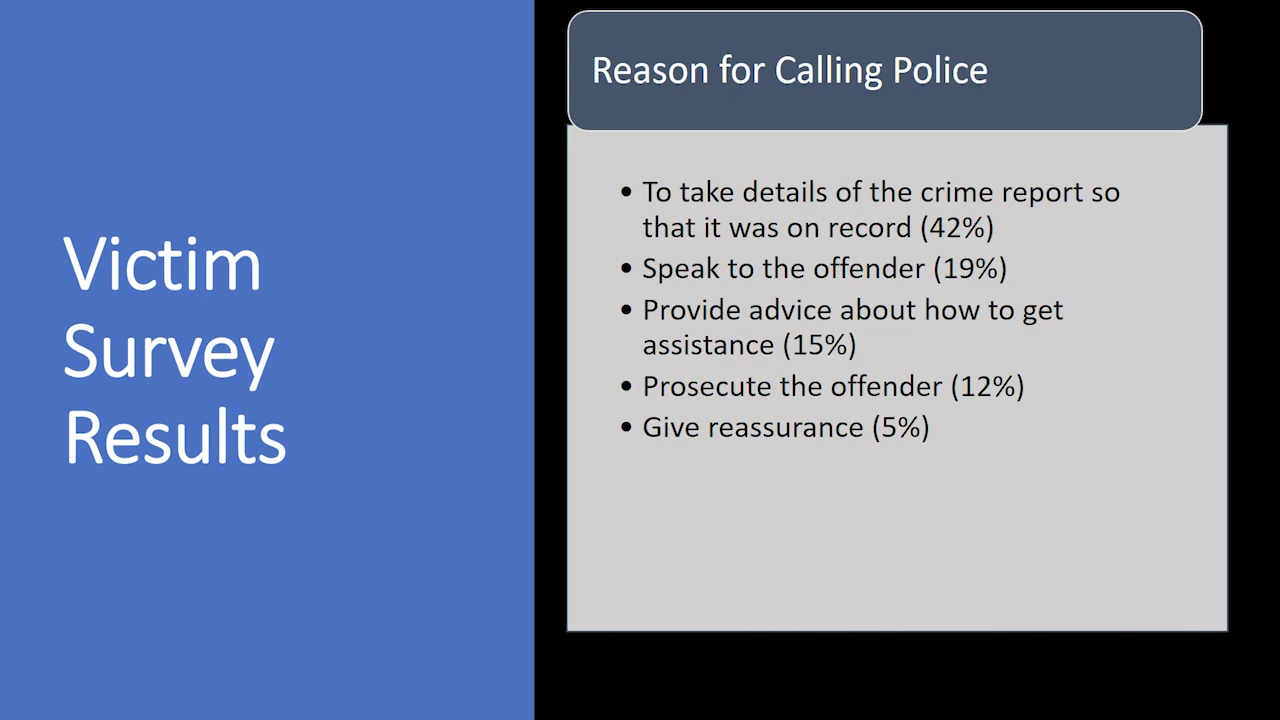 Victim
Survey
Results
Reason for Calling Police
• To take details of the crime report so
that it was on record (42%)
• Speak to the offender (19%)
• Provide advice about how to get
assistance (15%)
• Prosecute the offender (12%)
• Give reassurance (5%)